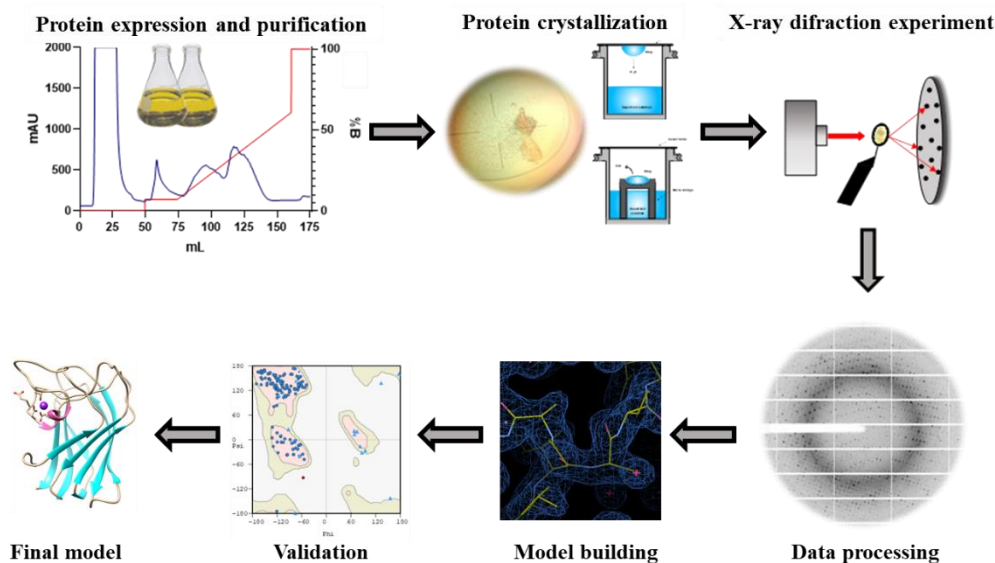 Protein expression and purification
2000
1500
1000
500
0
mAU
100
50
10
0
%B
0 25 50 75 100 125 150 175
mL
Protein crystallization
X-ray difraction experiment
180
120
60
0
Psi
-60
-120
-180
-180 -120 -60 0 60 120 180
Phi
Final model
Validation
Model building
Data processing